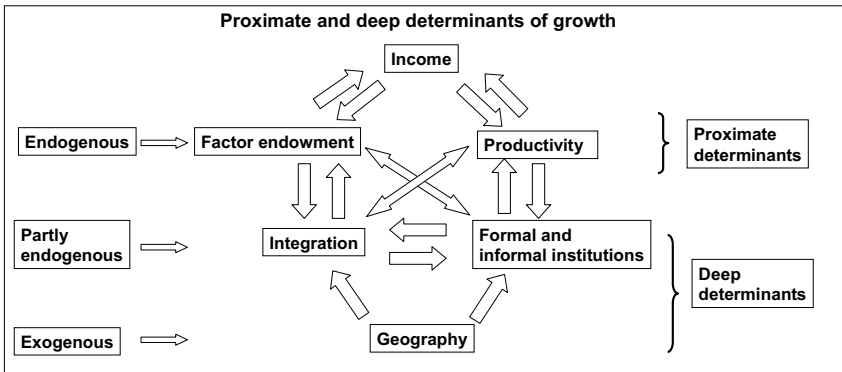 Proximate and deep determinants of growth
Income
Endogenous
Factor endowment
Productivity
Proximate
determinants
Partly
endogenous
Integration
Formal and
informal institutions
Deep
determinants
Exogenous
Geography